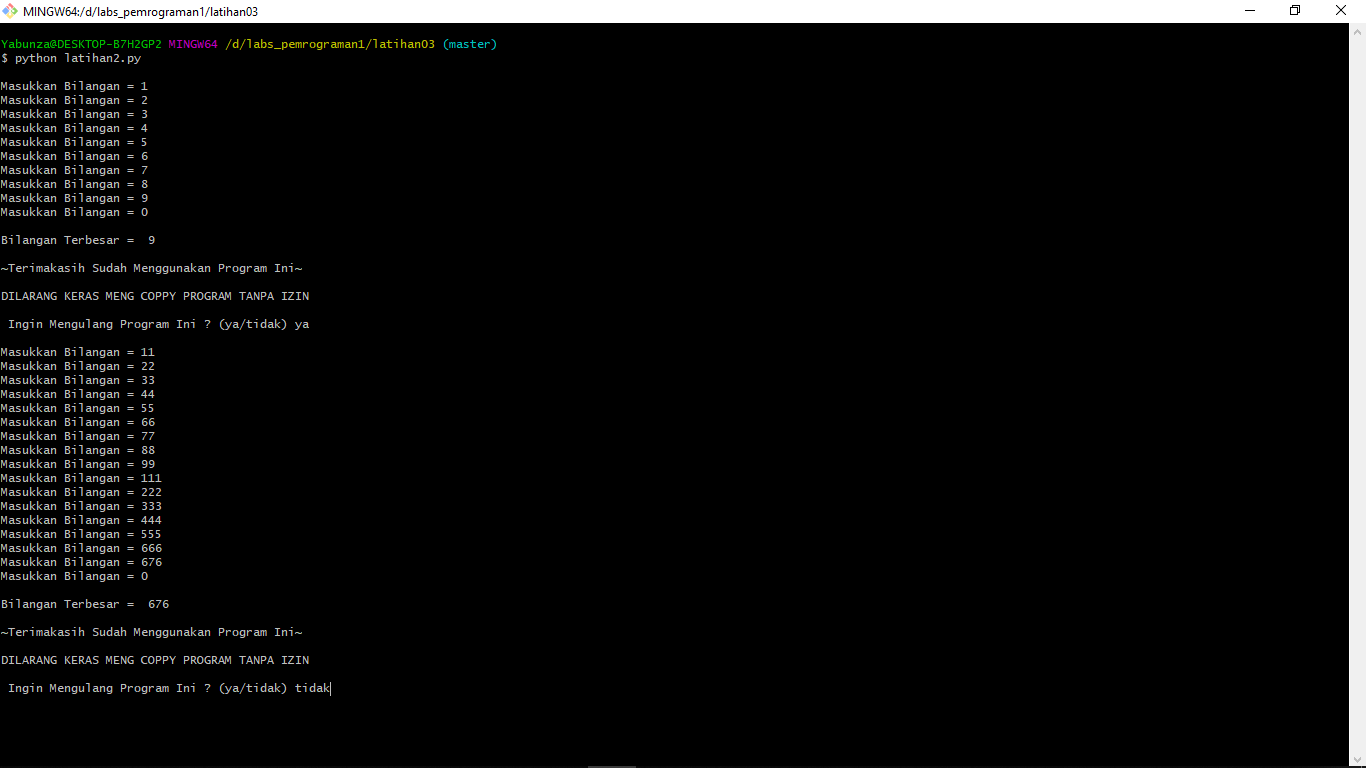 MINGW64:/d/labs_pemrograman1/latihan03
Yabunza@DESKTOP-B7H2GP2 MINGW64 /d/labs_pemrograman1/latihan03 (master)
$ python latihan2.py
Masukkan Bilangan = 1
Masukkan Bilangan = 2
Masukkan Bilangan = 3
Masukkan Bilangan = 4
Masukkan Bilangan = 5
Masukkan Bilangan = 6
Masukkan Bilangan = 7
Masukkan Bilangan = 8
Masukkan Bilangan = 9
Masukkan Bilangan = 0
Bilangan Terbesar =  9
~Terimakasih Sudah Menggunakan Program Ini~
DILARANG KERAS MENG COPPY PROGRAM TANPA IZIN
Ingin Mengulang Program Ini ? (ya/tidak) ya
Masukkan Bilangan = 11
Masukkan Bilangan = 22
Masukkan Bilangan = 33
Masukkan Bilangan = 44
Masukkan Bilangan = 55
Masukkan Bilangan = 66
Masukkan Bilangan = 77
Masukkan Bilangan = 88
Masukkan Bilangan = 99
Masukkan Bilangan = 111
Masukkan Bilangan = 222
Masukkan Bilangan = 333
Masukkan Bilangan = 444
Masukkan Bilangan = 555
Masukkan Bilangan = 666
Masukkan Bilangan = 676
Masukkan Bilangan = 0
Bilangan Terbesar =  676
~Terimakasih Sudah Menggunakan Program Ini~
DILARANG KERAS MENG COPPY PROGRAM TANPA IZIN
Ingin Mengulang Program Ini ? (ya/tidak) tidak